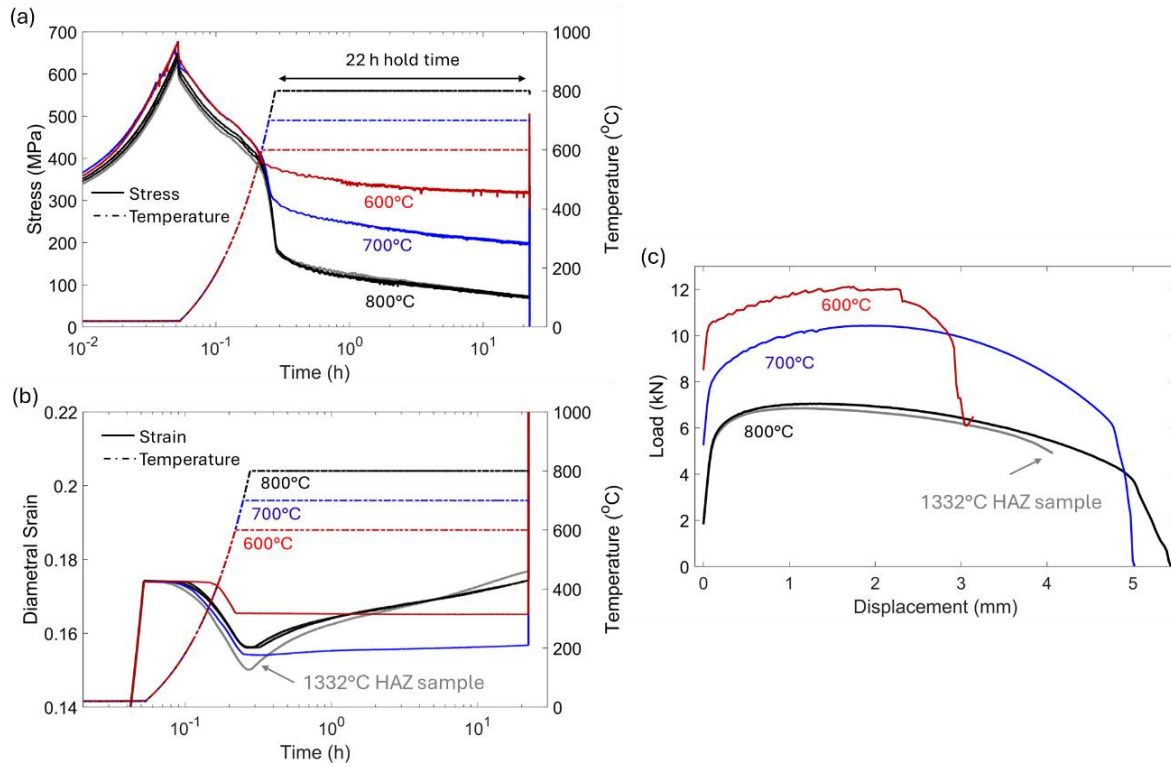 (a)
700
600
500
400
300
200
100
0
Stress (MPa)
22 h hold time
Stress
Temperature
600°C
700°C
800°C
1000
800
600
400
200
0
Temperature (°C)
10-2
10-1
100
101
Time (h)
(b)
0.22
0.2
0.18
0.16
0.14
Diametral Srain
Strain
Temperature
800°C
700°C
600°C
1332°C HAZ sample
1000
800
600
400
200
0
Temperature (°C)
10-1
100
101
Time (h)
(c)
12
10
8
6
4
2
0
Load (kN)
600°C
700°C
800°C
1332°C HAZ sample
0
1
2
3
4
5
Displacement (mm)